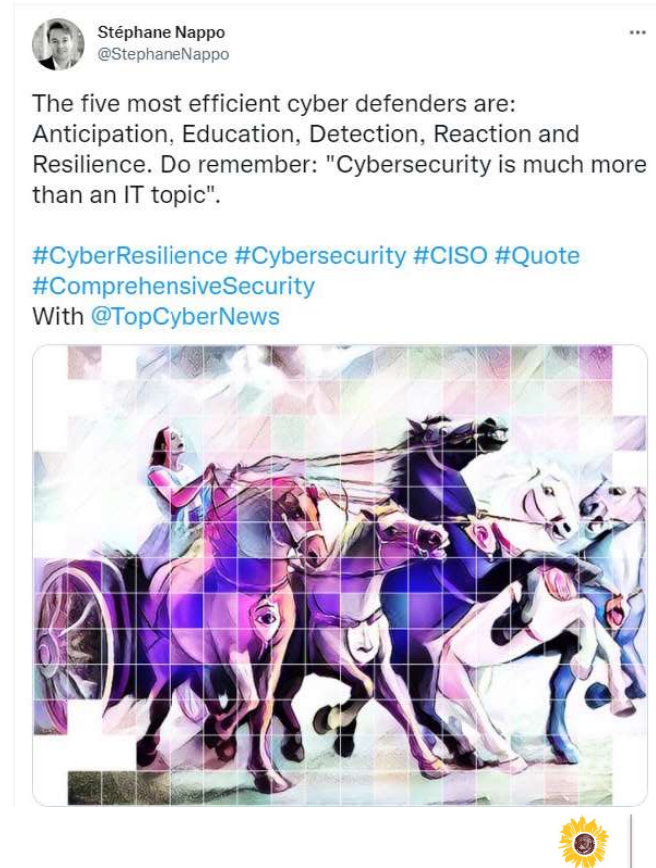 Stéphane Nappo
@StephaneNappo
The five most efficient cyber defenders are:
Anticipation, Education, Detection, Reaction and
Resilience. Do remember: "Cybersecurity is much more
than an IT topic".
#CyberResilience #Cybersecurity #CISO #Quote
#ComprehensiveSecurity
With @TopCyberNews